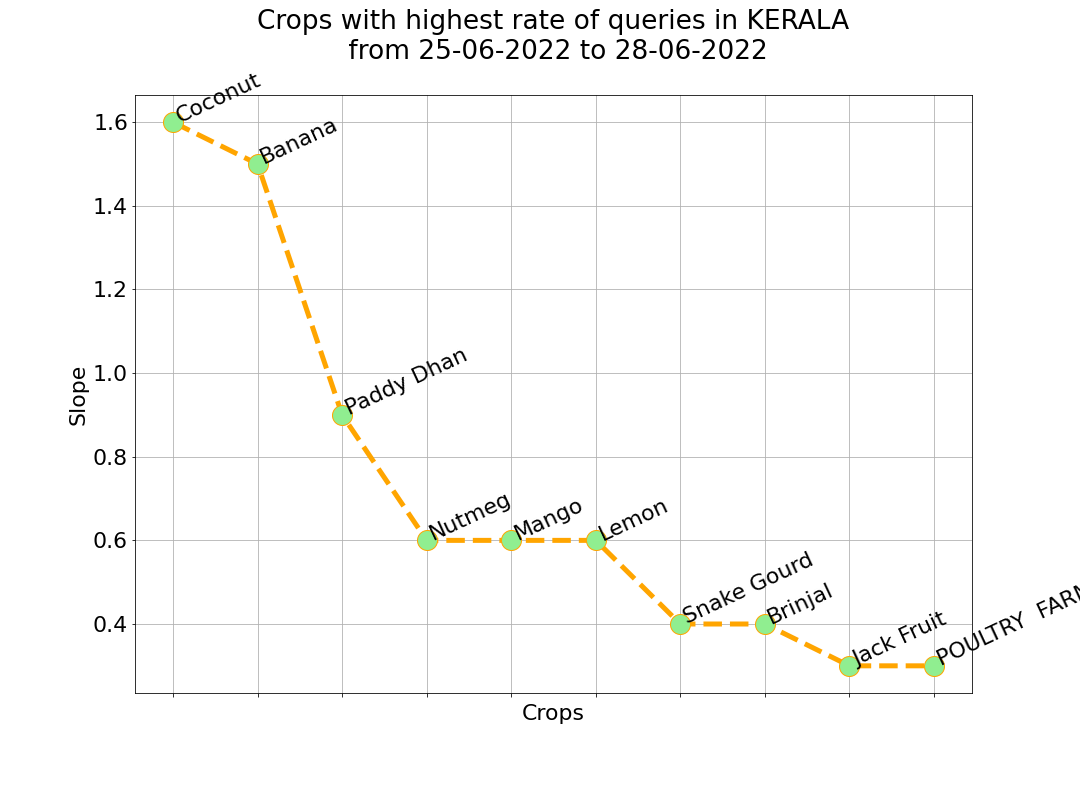 Crops with highest rate of queries in KERALA
from 25-06-2022 to 28-06-2022
Coconut
1.6
Banana
1.4
1.2
Paddy Dhan
1.0
Slope
0.8
Nutmeg
Mango
Lemon
0.6
Snake Gourd
Brinjal
Jack Fruit
POULTRY  FARM
0.4
Crops